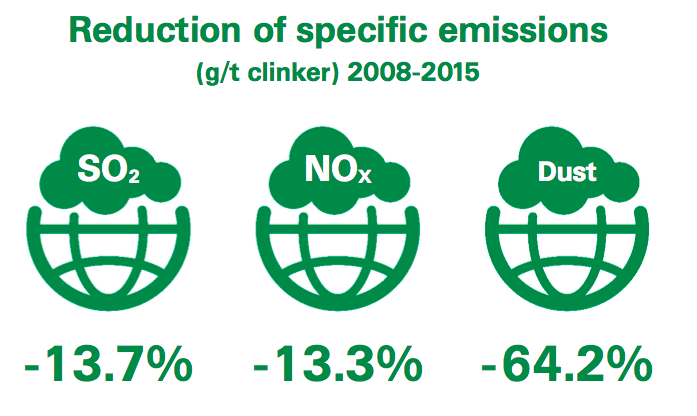 Reduction of specific emissions
(g/t clinker) 2008-2015
SO₂ NOₓ Dust
-13.7% -13.3% -64.2%